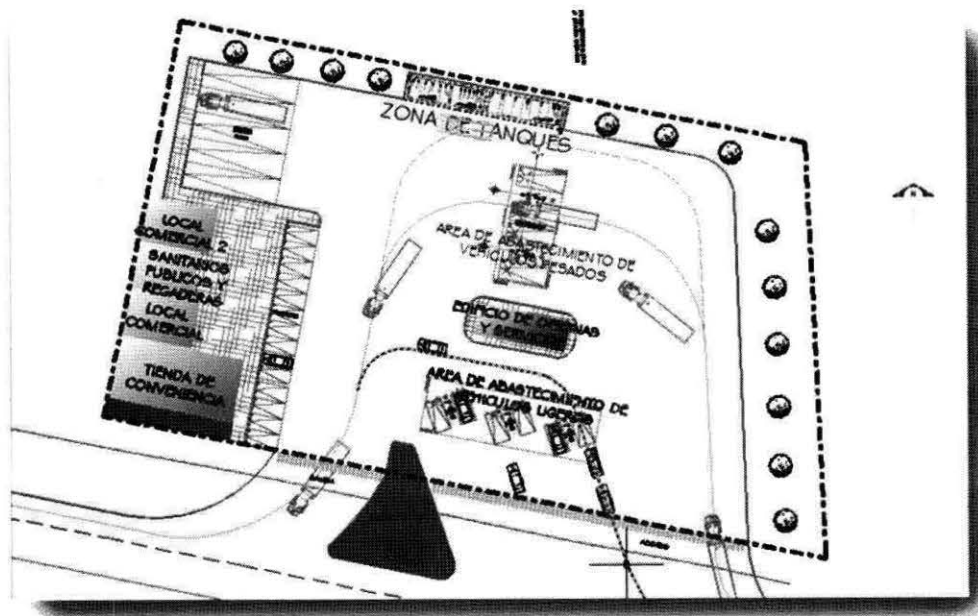 ZONA DE TANQUES
LOCAL
COMERCIAL 2
SANITARIOS
PUBLICOS Y
REGADERAS
LOCAL
COMERCIAL
TIENDA DE
CONVENIENCIA
AREA DE ABASTECIMIENTO DE
VEHICULOS PESADOS
EDIFICIO DE OFICINAS
Y SERVICIOS
AREA DE ABASTECIMIENTO DE
VEHICULOS LIGEROS